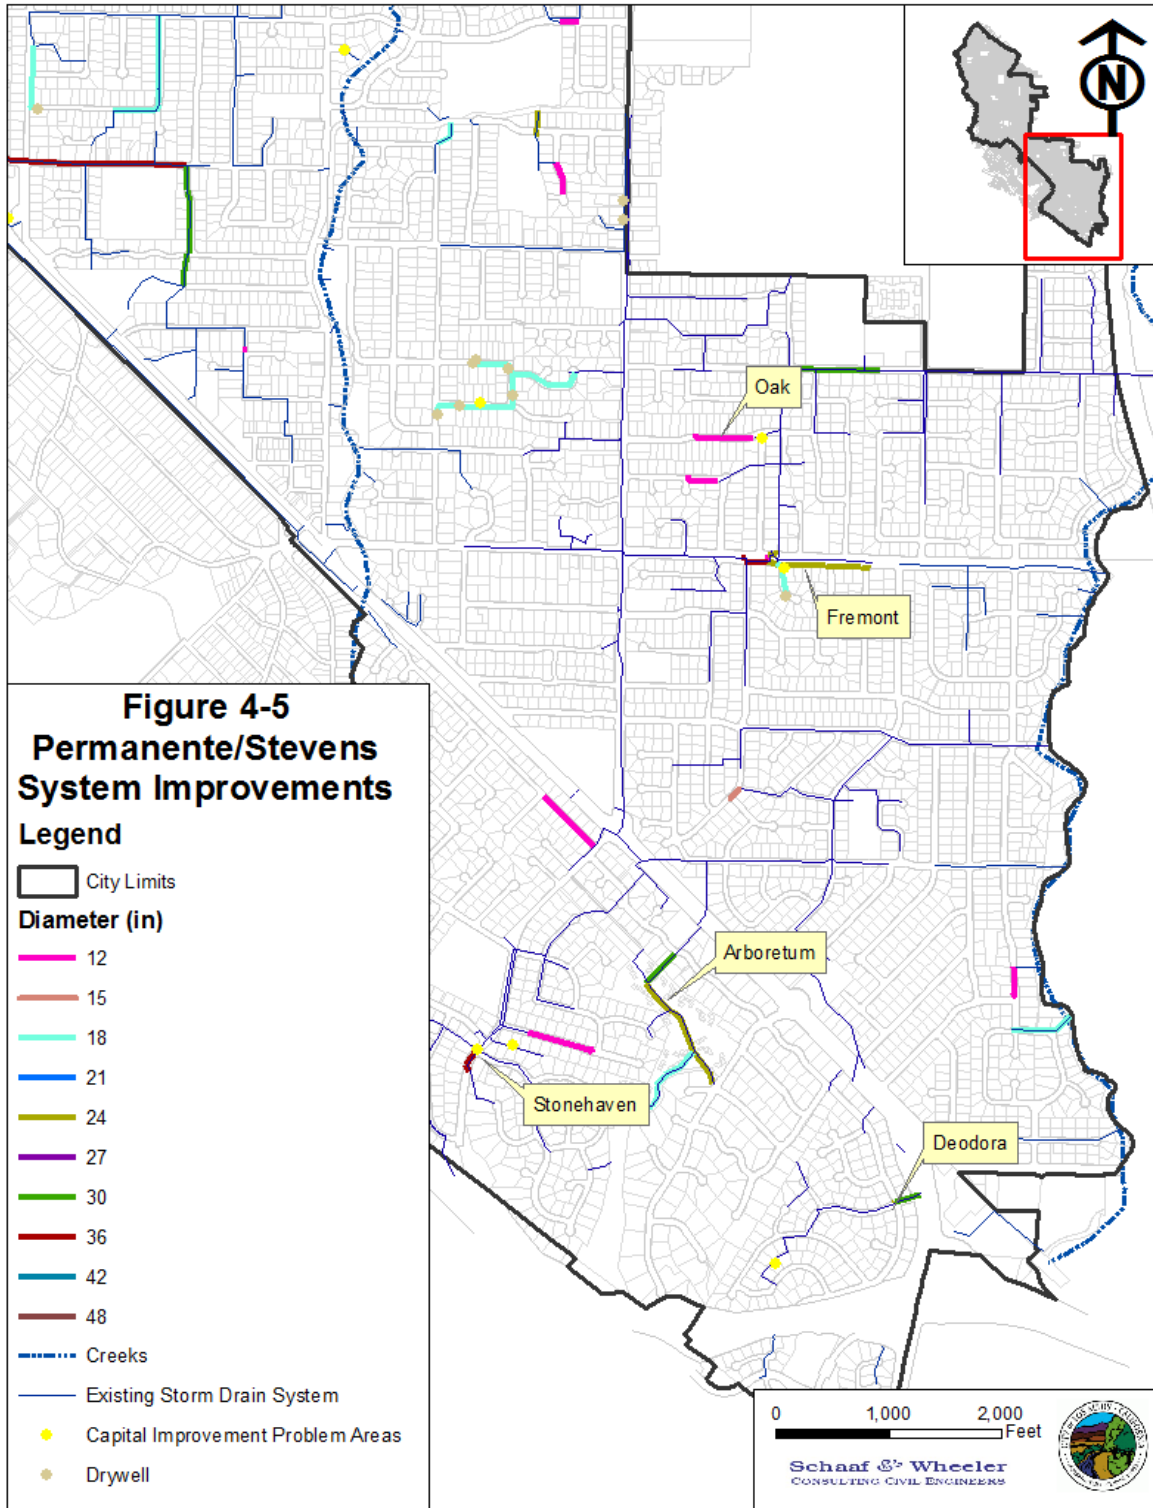 N
Oak
Fremont
Figure 4-5
Permanente/Stevens
System Improvements
Legend
City Limits
Diameter (in)
12
15
18
21
24
27
30
36
42
48
Creeks
Existing Storm Drain System
Capital Improvement Problem Areas
Drywell
Arboretum
Stonehaven
Deodora
0 1,000 2,000
Feet
Schaaf & Wheeler
CONSULTING CIVIL ENGINEERS